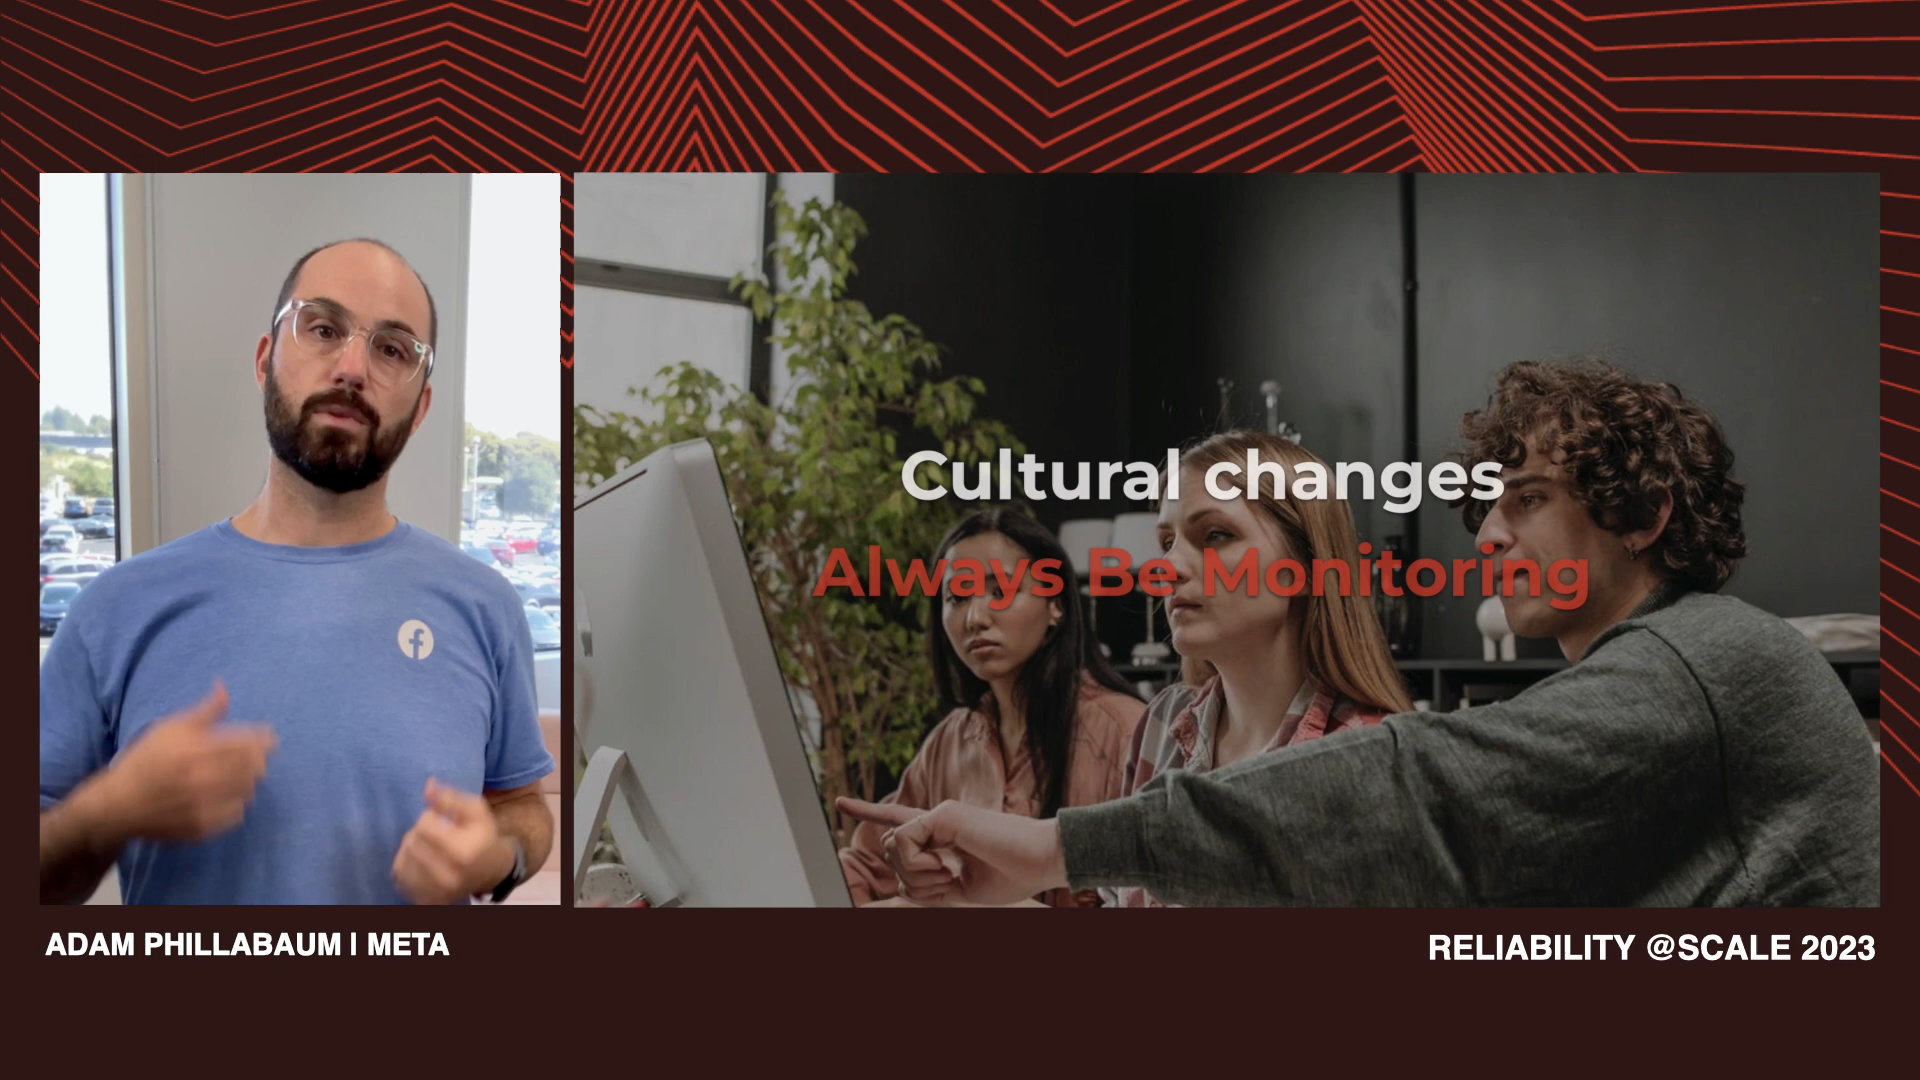 Cultural changes
Always Be Monitoring
f
ADAM PHILLABAUM | META
RELIABILITY @SCALE 2023